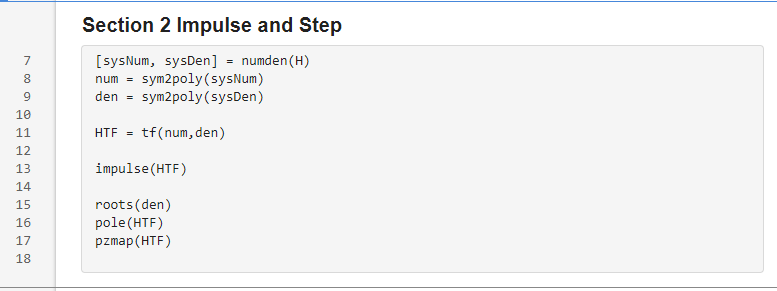 Section 2 Impulse and Step
7 [sysNum, sysDen] = numden(H)
8 num = sym2poly(sysNum)
9 den = sym2poly(sysDen)
10
11 HTF = tf(num,den)
12
13 impulse(HTF)
14
15 roots(den)
16 pole(HTF)
17 pzmap(HTF)
18